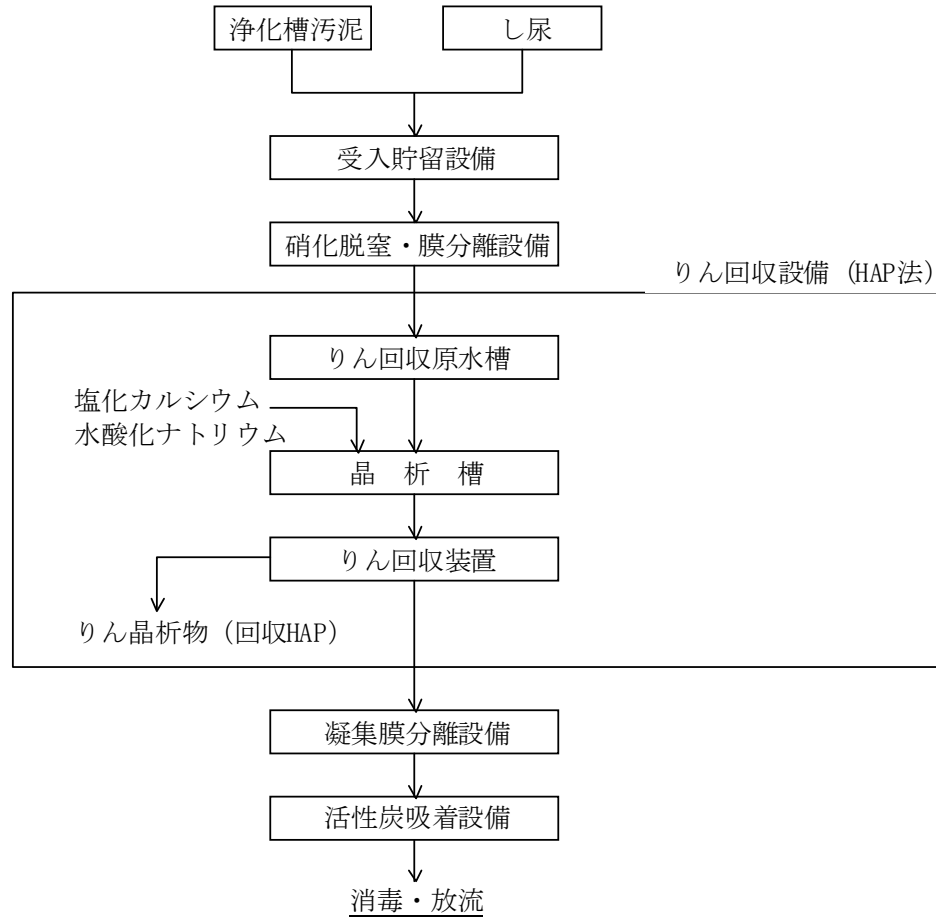 浄化槽汚泥
し尿
受入貯留設備
硝化脱窒・膜分離設備
りん回収設備（HAP法）
りん回収原水槽
塩化カルシウム
水酸化ナトリウム
晶　析　槽
りん回収装置
りん晶析物（回収HAP）
凝集膜分離設備
活性炭吸着設備
消毒・放流